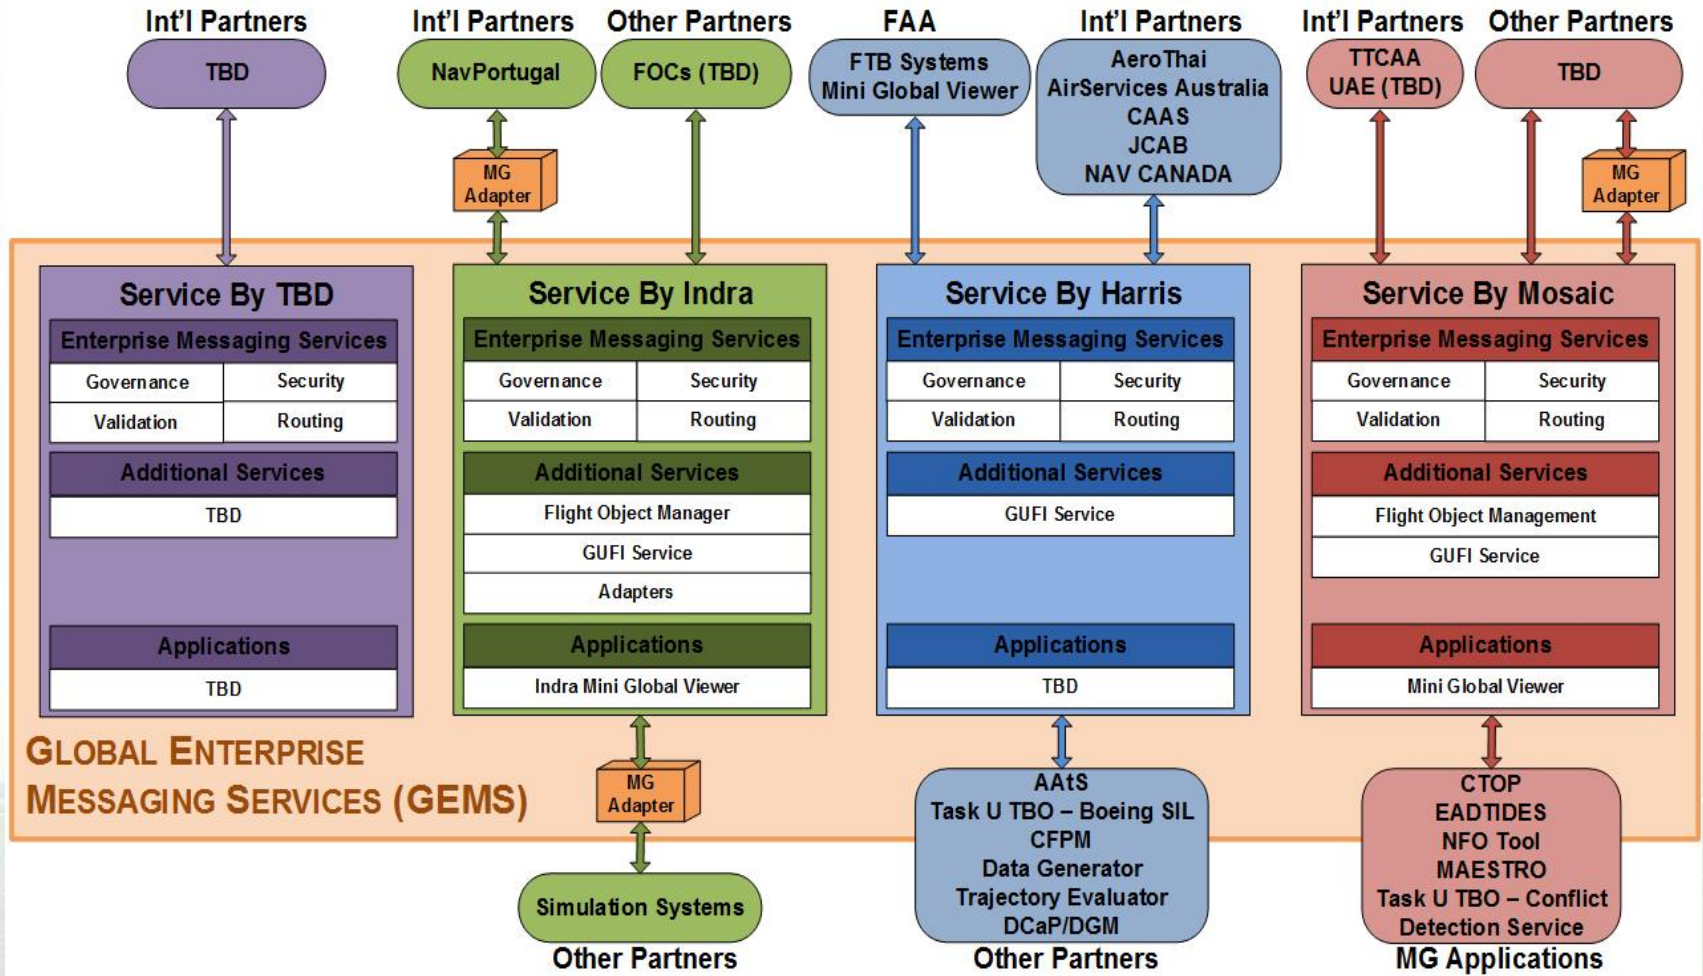 Int'l Partners
TBD
Int'l Partners
NavPortugal
MG
Adapter
Other Partners
FOCs (TBD)
FAA
FTB Systems
Mini Global Viewer
Int'l Partners
AeroThai
AirServices Australia
CAAS
JCAB
NAV CANADA
Int'l Partners
TTCAA
UAE (TBD)
Other Partners
TBD
MG
Adapter
Service By TBD
Enterprise Messaging Services
Governance
Security
Validation
Routing
Additional Services
TBD
Applications
TBD
Service By Indra
Enterprise Messaging Services
Governance
Security
Validation
Routing
Additional Services
Flight Object Manager
GUFI Service
Adapters
Applications
Indra Mini Global Viewer
Service By Harris
Enterprise Messaging Services
Governance
Security
Validation
Routing
Additional Services
GUFI Service
Applications
TBD
Service By Mosaic
Enterprise Messaging Services
Governance
Security
Validation
Routing
Additional Services
Flight Object Management
GUFI Service
Applications
Mini Global Viewer
GLOBAL ENTERPRISE
MESSAGING SERVICES (GEMS)
MG
Adapter
Simulation Systems
Other Partners
AAtS
Task U TBO – Boeing SIL
CFPM
Data Generator
Trajectory Evaluator
DCaP/DGM
Other Partners
CTOP
EADTIDES
NFO Tool
MAESTRO
Task U TBO – Conflict
Detection Service
MG Applications